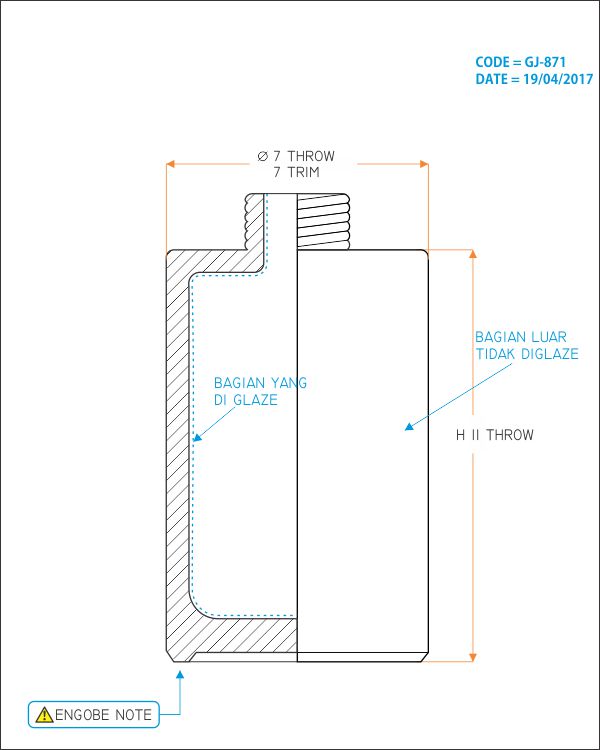 CODE = GJ-871
DATE = 19/04/2017
Ø 7 THROW
7 TRIM
BAGIAN LUAR
TIDAK DIGLAZE
BAGIAN YANG
DI GLAZE
H 11 THROW
ENGOBE NOTE